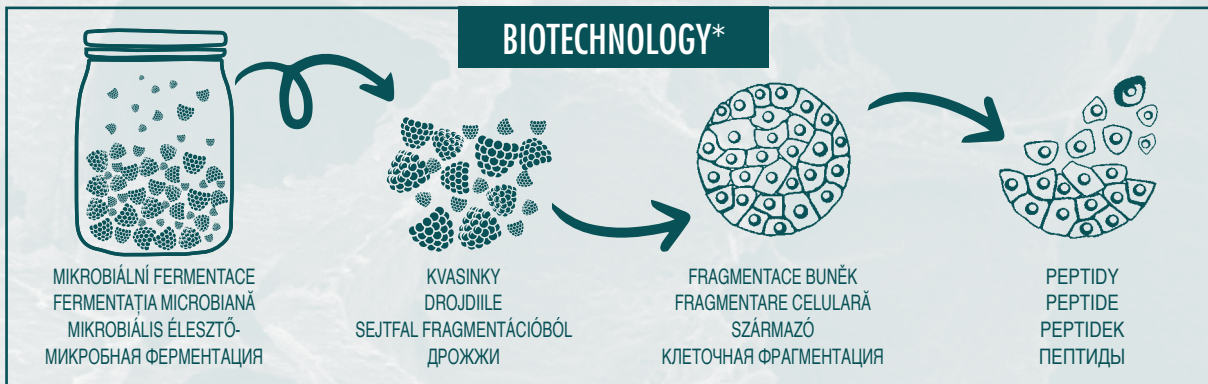 BIOTECHNOLOGY*
MIKROBIÁLNÍ FERMENTACE
FERMENTAȚIA MICROBIANĂ
MIKROBIÁLIS ÉLESZTŐ-
МИКРОБНАЯ ФЕРМЕНТАЦИЯ
KVASINKY
DROJDIILE
SEJTFAL FRAGMENTÁCIÓBÓL
ДРОЖЖИ
FRAGMENTACE BUNĚK
FRAGMENTARE CELULARĂ
SZÁRMAZÓ
КЛЕТОЧНАЯ ФРАГМЕНТАЦИЯ
PEPTIDY
PEPTIDE
PEPTIDEK
ПЕПТИДЫ